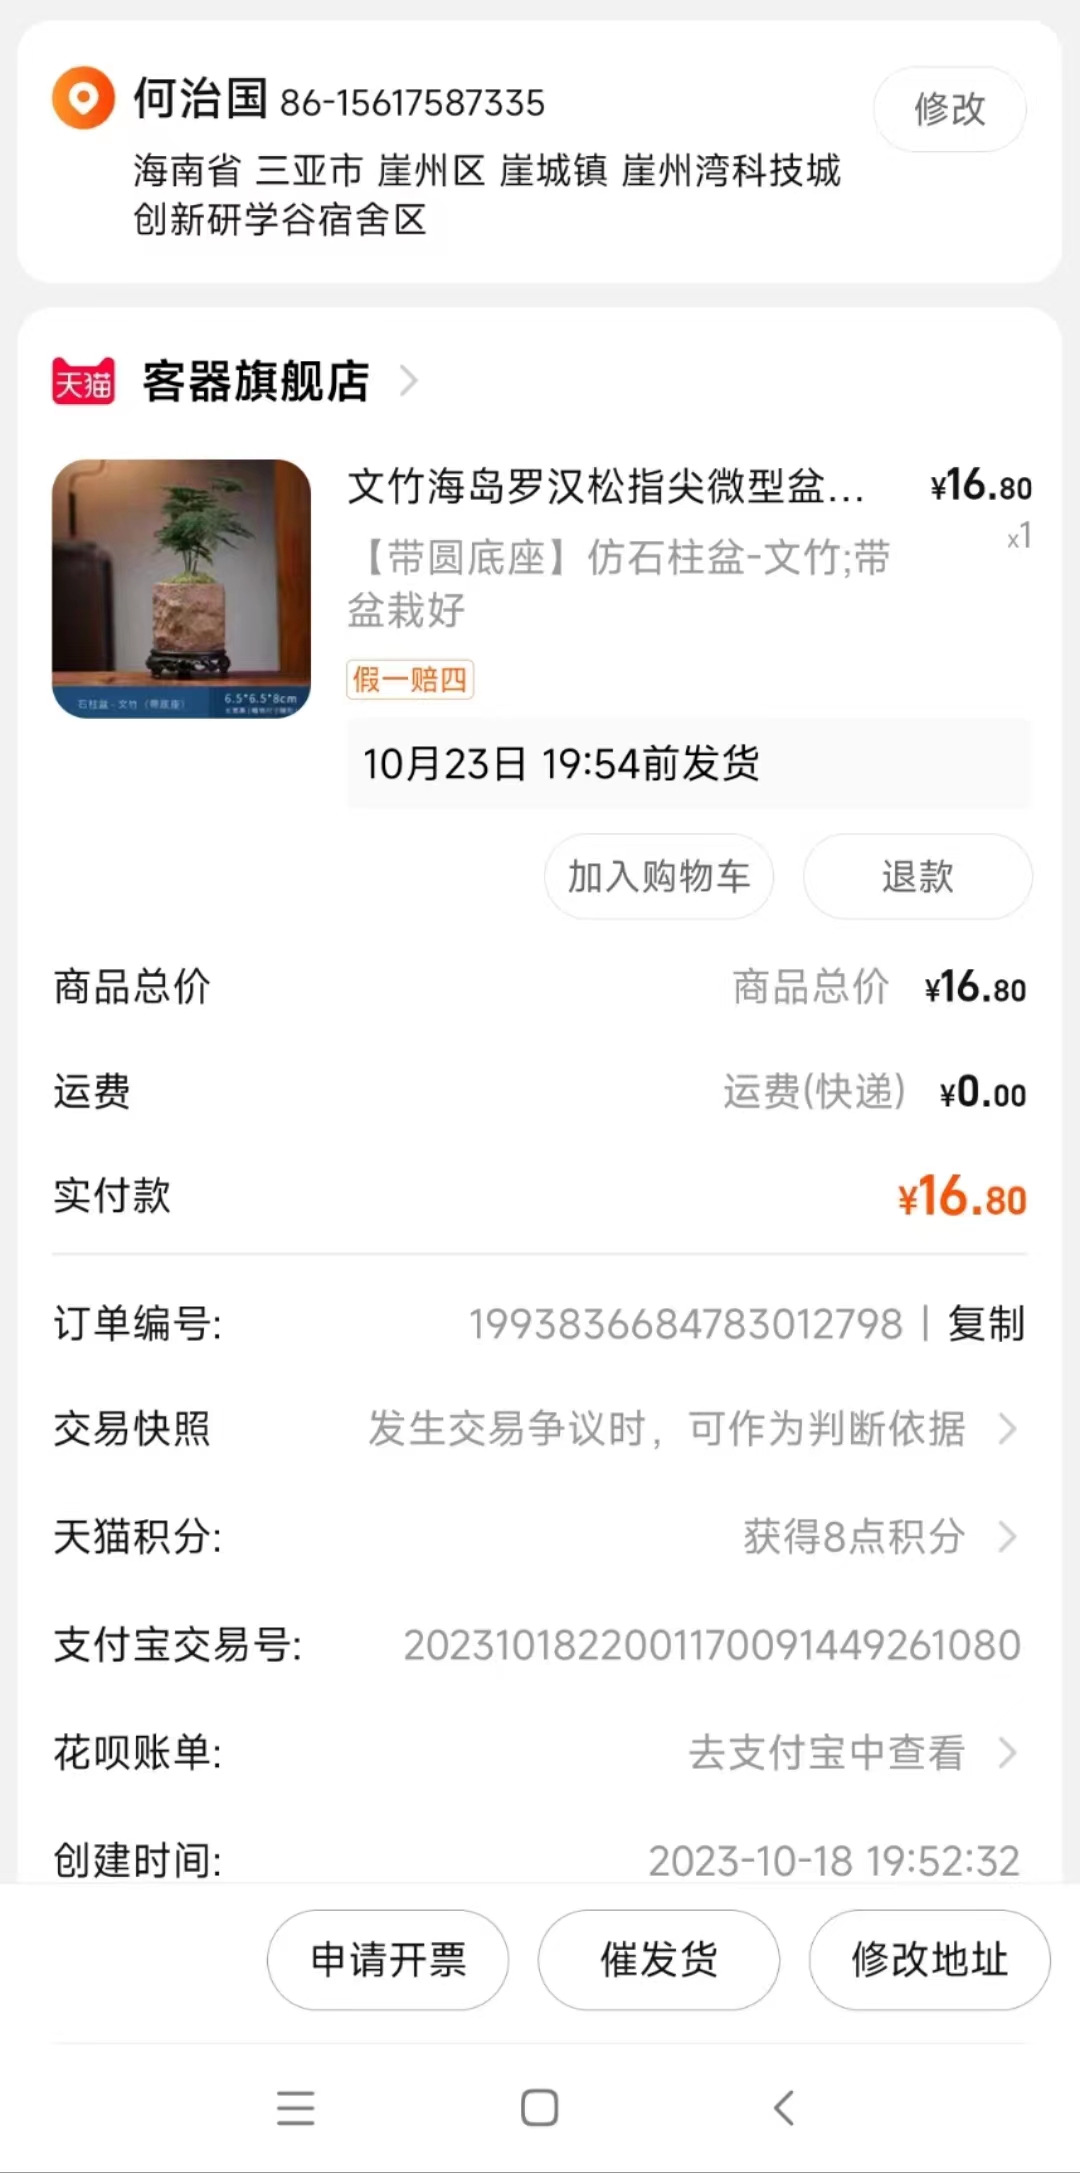 何治国 86-15617587335
修改
海南省 三亚市 崖州区 崖城镇 崖州湾科技城
创新研学谷宿舍区
天猫 客器旗舰店
文竹海岛罗汉松指尖微型盆... ¥16.80
【带圆底座】仿石柱盆-文竹;带 x1
盆栽好
假一赔四
石柱盆-文竹（带底座） 6.5*6.5*8cm
10月23日 19:54前发货
加入购物车 退款
商品总价 商品总价 ¥16.80
运费 运费(快递) ¥0.00
实付款 ¥16.80
订单编号: 1993836684783012798 | 复制
交易快照 发生交易争议时，可作为判断依据
天猫积分: 获得8点积分
支付宝交易号: 2023101822001170091449261080
花呗账单: 去支付宝中查看
创建时间: 2023-10-18 19:52:32
申请开票 催发货 修改地址